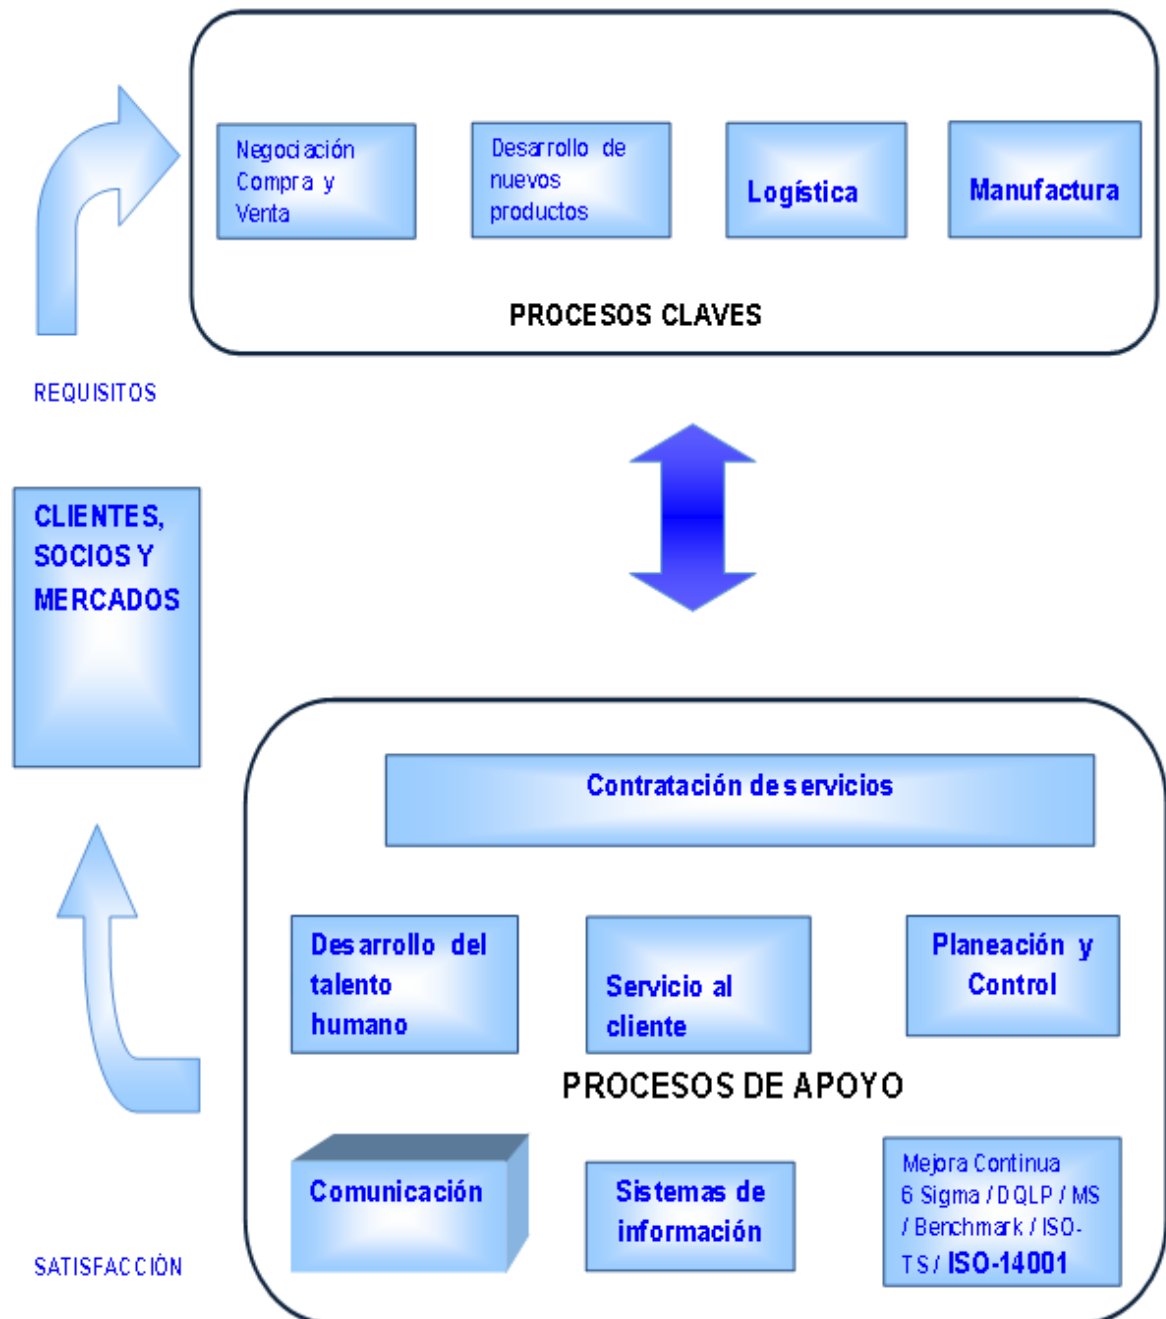 Negociación
Compra y
Venta
Desarrollo de
nuevos
productos
Logística
Manufactura
PROCESOS CLAVES
REQUISITOS
CLIENTES,
SOCIOS Y
MERCADOS
Contratación de servicios
Desarrollo del
talento
humano
Servicio al
cliente
Planeación y
Control
PROCESOS DE APOYO
Comunicación
Sistemas de
información
Mejora Continua
6 Sigma / DQLP / MS
/ Benchmark / ISO-
TS / ISO-14001
SATISFACCIÓN